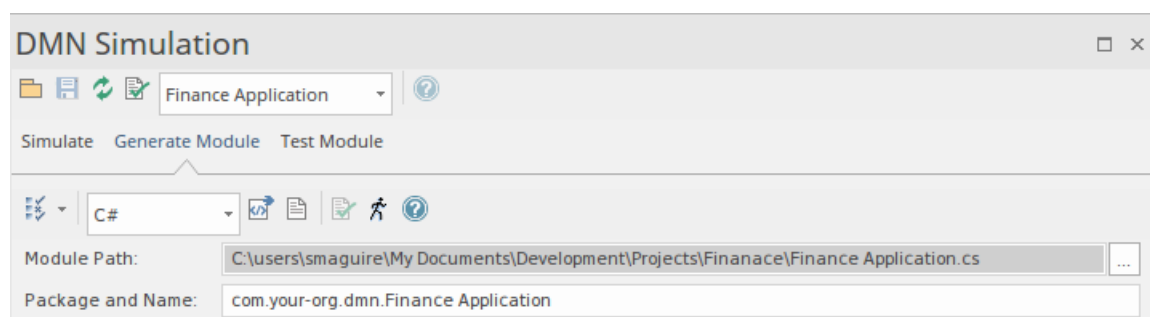 DMN Simulation
Finance Application
Simulate Generate Module Test Module
C#
Module Path: C:\users\smaguire\My Documents\Development\Projects\Finanace\Finance Application.cs ...
Package and Name: com.your-org.dmn.Finance Application